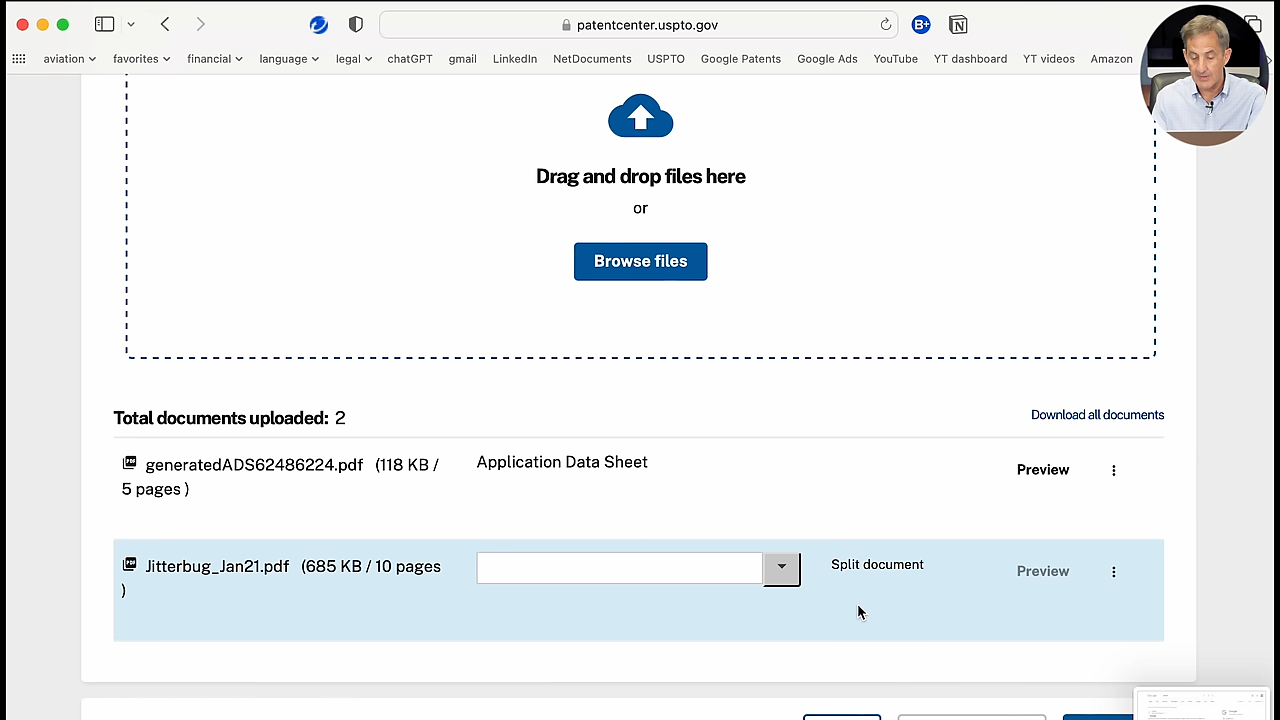 patentcenter.uspto.gov
B+
N
aviation favorites financial language legal chatGPT gmail LinkedIn NetDocuments USPTO Google Patents Google Ads YouTube YT dashboard YT videos Amazon
Drag and drop files here
or
Browse files
Total documents uploaded: 2
Download all documents
PDF generatedADS62486224.pdf (118 KB /
5 pages )
Application Data Sheet
Preview
PDF Jitterbug_Jan21.pdf (685 KB / 10 pages
)
Split document
Preview